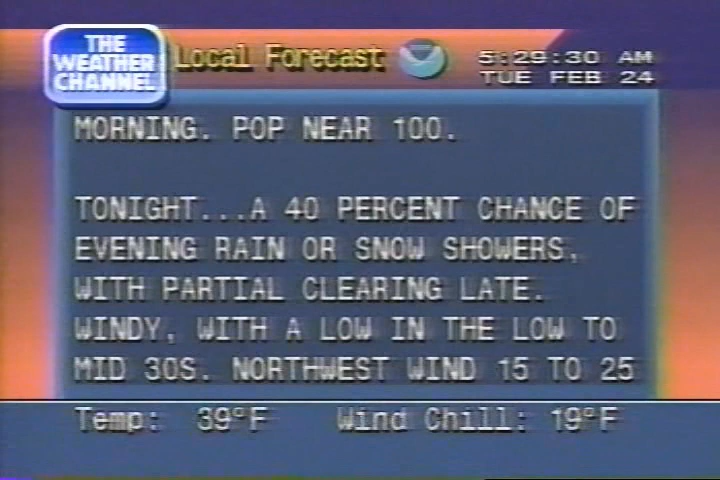 THE
WEATHER
CHANNEL
Local Forecast
5:29:30 AM
TUE FEB 24
MORNING. POP NEAR 100.
TONIGHT...A 40 PERCENT CHANCE OF
EVENING RAIN OR SNOW SHOWERS,
WITH PARTIAL CLEARING LATE.
WINDY, WITH A LOW IN THE LOW TO
MID 30S. NORTHWEST WIND 15 TO 25
Temp: 39°F Wind Chill: 19°F